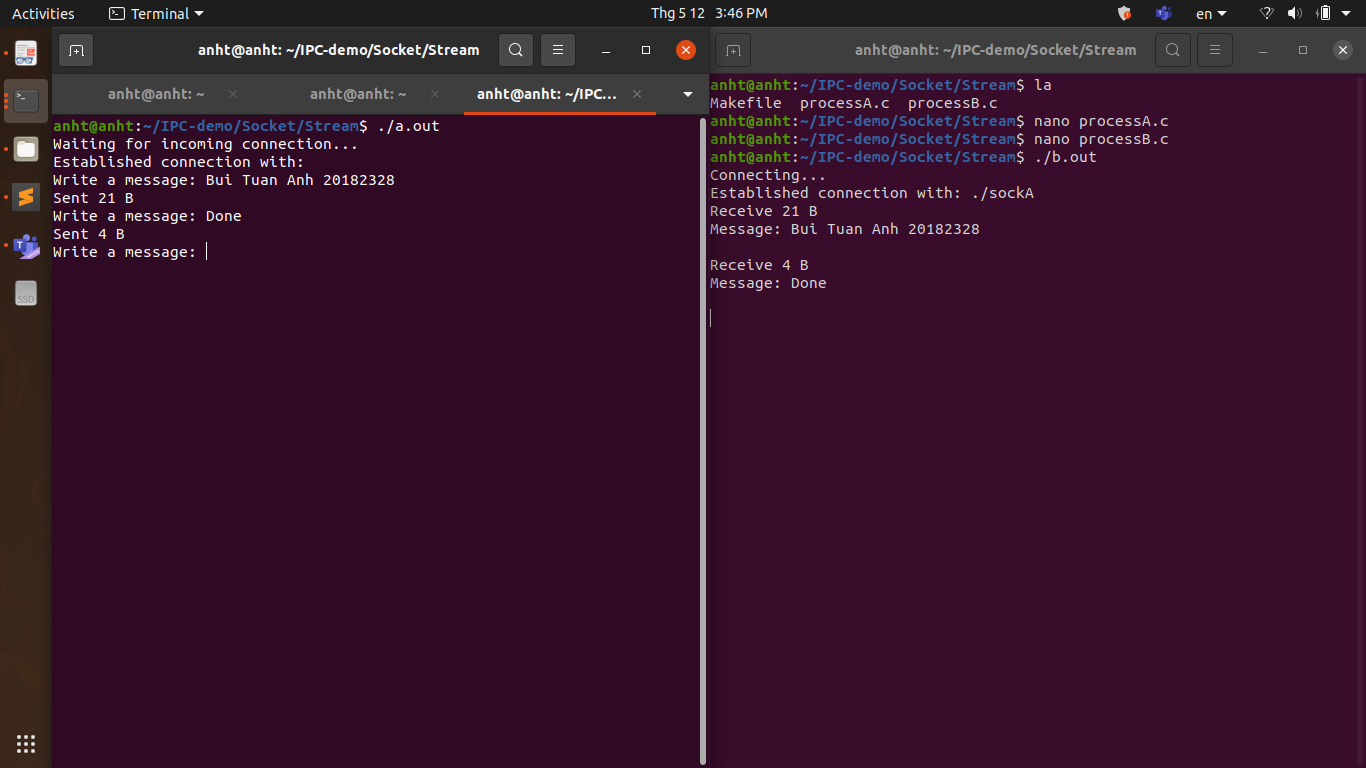 Activities Terminal Thg 5 12 3:46 PM en
anht@anht: ~/IPC-demo/Socket/Stream
anht@anht: ~ anht@anht: ~ anht@anht: ~/IPC...
anht@anht:~/IPC-demo/Socket/Stream$ ./a.out
Waiting for incoming connection...
Established connection with:
Write a message: Bui Tuan Anh 20182328
Sent 21 B
Write a message: Done
Sent 4 B
Write a message:
anht@anht: ~/IPC-demo/Socket/Stream
anht@anht:~/IPC-demo/Socket/Stream$ la
Makefile processA.c processB.c
anht@anht:~/IPC-demo/Socket/Stream$ nano processA.c
anht@anht:~/IPC-demo/Socket/Stream$ nano processB.c
anht@anht:~/IPC-demo/Socket/Stream$ ./b.out
Connecting...
Established connection with: ./sockA
Receive 21 B
Message: Bui Tuan Anh 20182328
Receive 4 B
Message: Done
SSD